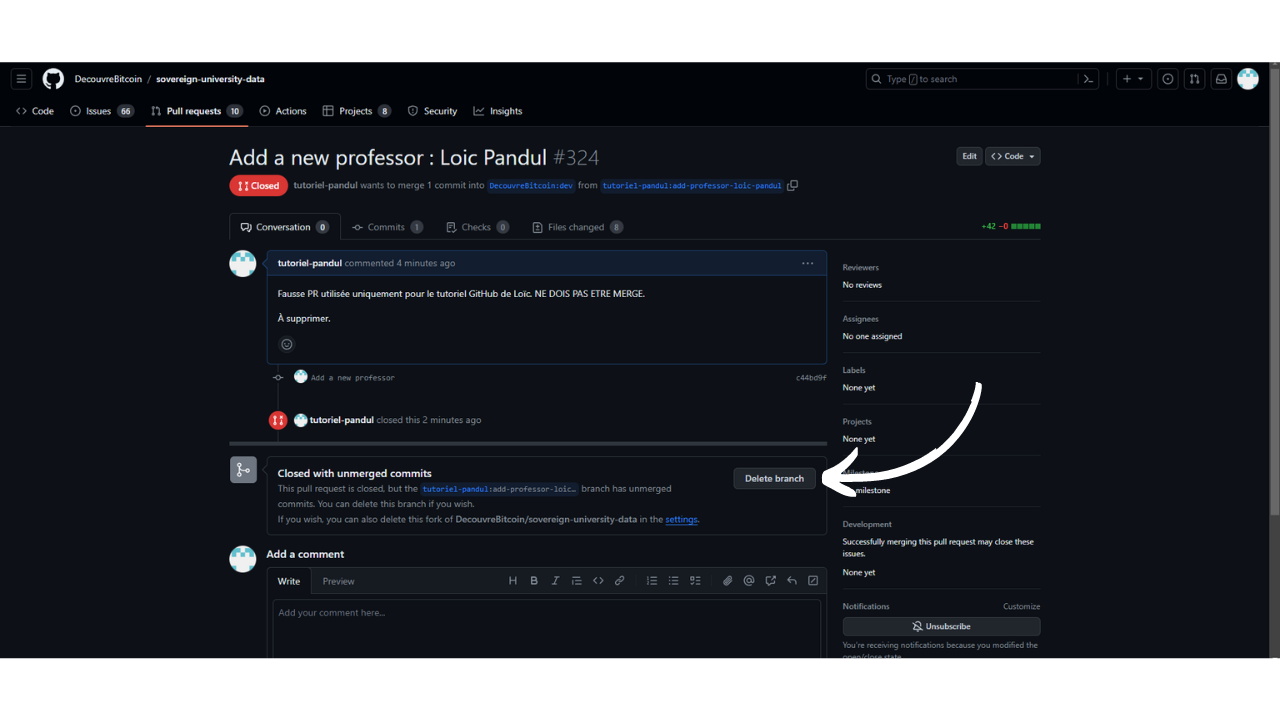 DecouvreBitcoin / sovereign-university-data
Type / to search
Code Issues 66 Pull requests 10 Actions Projects 8 Security Insights
Add a new professor : Loic Pandul #324
Edit <> Code
Closed tutoriel-pandul wants to merge 1 commit into DecouvreBitcoin:dev from tutoriel-pandul:add-professor-loic-pandul
Conversation 0 Commits 1 Checks 0 Files changed 8
+42 −0
tutoriel-pandul commented 4 minutes ago
Fausse PR utilisée uniquement pour le tutoriel GitHub de Loïc. NE DOIS PAS ETRE MERGE.
À supprimer.
Add a new professor c44bd9f
tutoriel-pandul closed this 2 minutes ago
Closed with unmerged commits
This pull request is closed, but the tutoriel-pandul:add-professor-loic… branch has unmerged
commits. You can delete this branch if you wish.
If you wish, you can also delete this fork of DecouvreBitcoin/sovereign-university-data in the settings.
Delete branch
Add a comment
Write Preview
Add your comment here...
Reviewers
No reviews
Assignees
No one assigned
Labels
None yet
Projects
None yet
milestone
Development
Successfully merging this pull request may close these
issues.
None yet
Notifications Customize
Unsubscribe
You're receiving notifications because you modified the
open/close state.